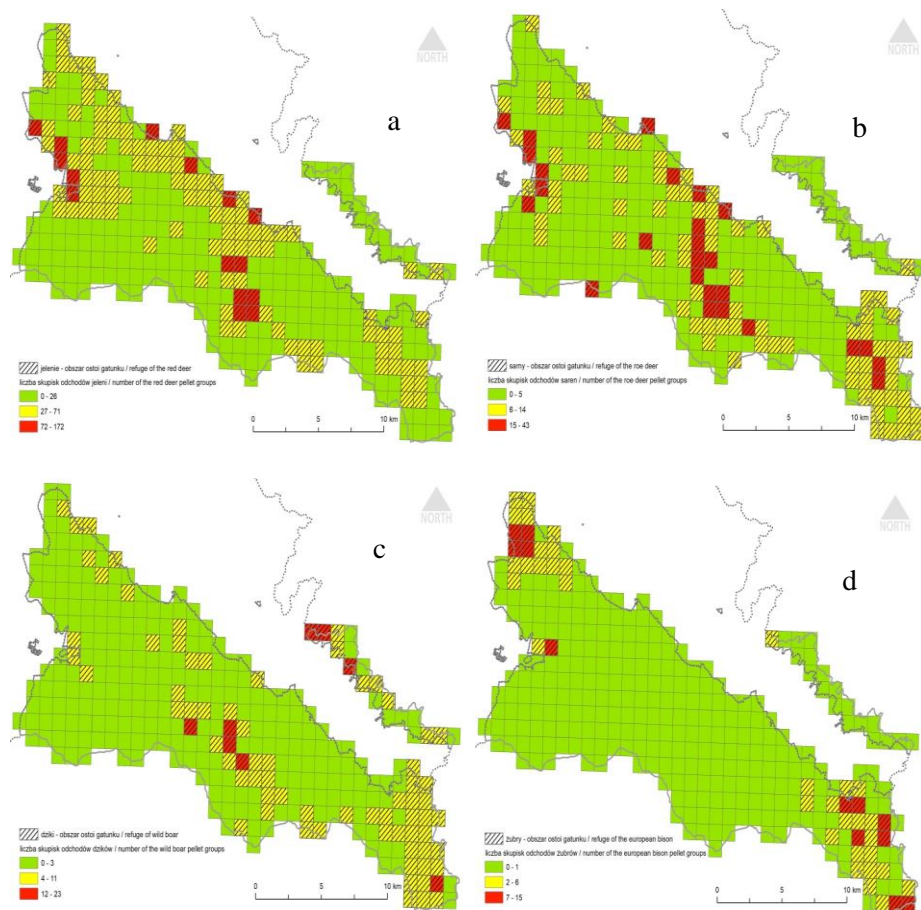 a
NORTH
jelenie - obszar ostoi gatunku / refuge of the red deer
liczba skupisk odchodów jeleni / number of the red deer pellet groups
0 - 26
27 - 71
72 - 172
0 5 10 km
b
NORTH
sarny - obszar ostoi gatunku / refuge of the roe deer
liczba skupisk odchodów saren / number of the roe deer pellet groups
0 - 5
6 - 14
15 - 43
0 5 10 km
c
NORTH
dziki - obszar ostoi gatunku / refuge of wild boar
liczba skupisk odchodów dzików / number of the wild boar pellet groups
0 - 3
4 - 11
12 - 23
0 5 10 km
d
NORTH
żubry - obszar ostoi gatunku / refuge of the european bison
liczba skupisk odchodów żubrów / number of the european bison pellet groups
0 - 1
2 - 6
7 - 15
0 5 10 km